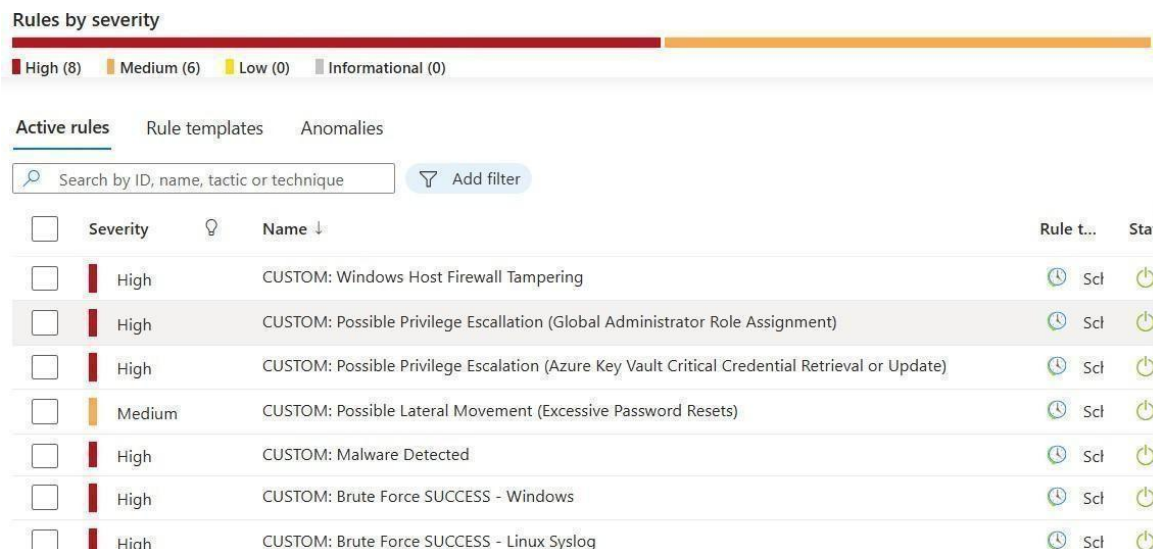 Rules by severity
High (8) Medium (6) Low (0) Informational (0)
Active rules Rule templates Anomalies
Search by ID, name, tactic or technique Add filter
Severity Name ↓ Rule t... Sta
High CUSTOM: Windows Host Firewall Tampering Sch
High CUSTOM: Possible Privilege Escallation (Global Administrator Role Assignment) Sch
High CUSTOM: Possible Privilege Escalation (Azure Key Vault Critical Credential Retrieval or Update) Sch
Medium CUSTOM: Possible Lateral Movement (Excessive Password Resets) Sch
High CUSTOM: Malware Detected Sch
High CUSTOM: Brute Force SUCCESS - Windows Sch
High CUSTOM: Brute Force SUCCESS - Linux Syslog Sch